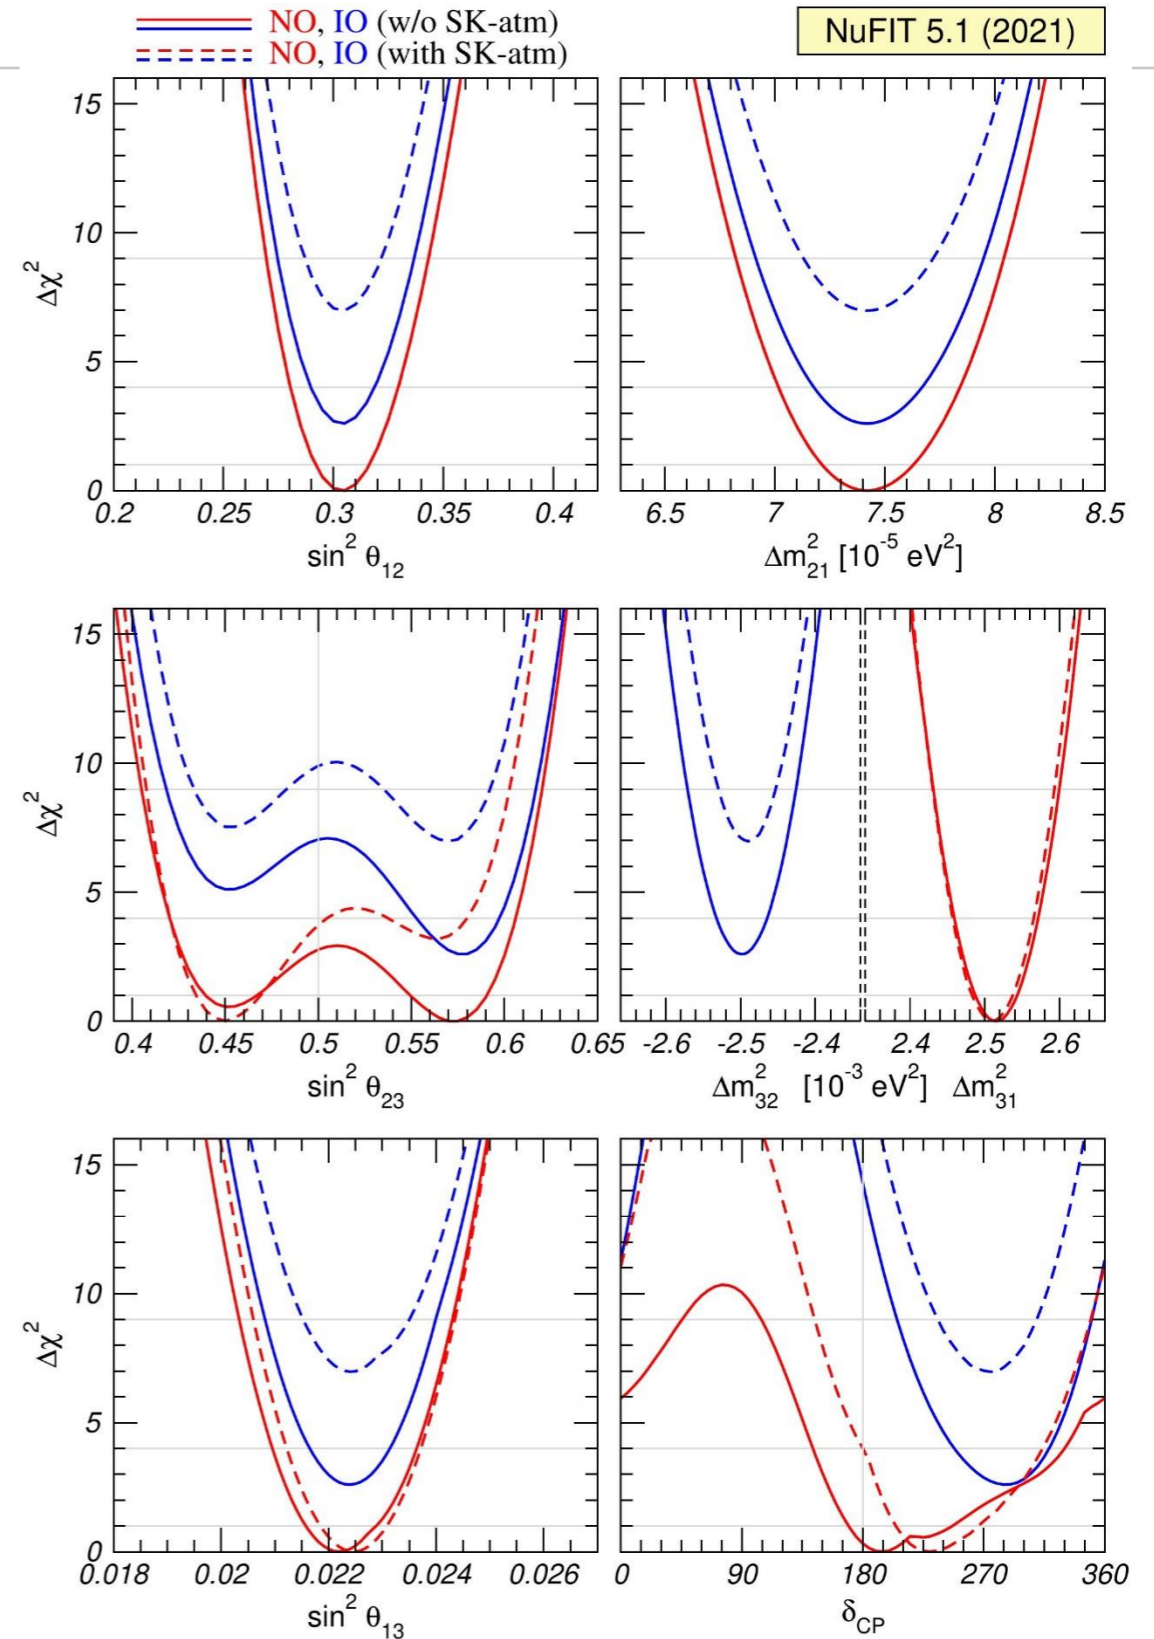 NO, IO (w/o SK-atm)
NO, IO (with SK-atm)
NuFIT 5.1 (2021)
15
10
5
0
Δχ²
0.2 0.25 0.3 0.35 0.4
sin² θ₁₂
6.5 7 7.5 8 8.5
Δm²₂₁ [10⁻⁵ eV²]
15
10
5
0
Δχ²
0.4 0.45 0.5 0.55 0.6 0.65
sin² θ₂₃
-2.6 -2.5 -2.4 2.4 2.5 2.6
Δm²₃₂ [10⁻³ eV²] Δm²₃₁
15
10
5
0
Δχ²
0.018 0.02 0.022 0.024 0.026
sin² θ₁₃
0 90 180 270 360
δCP